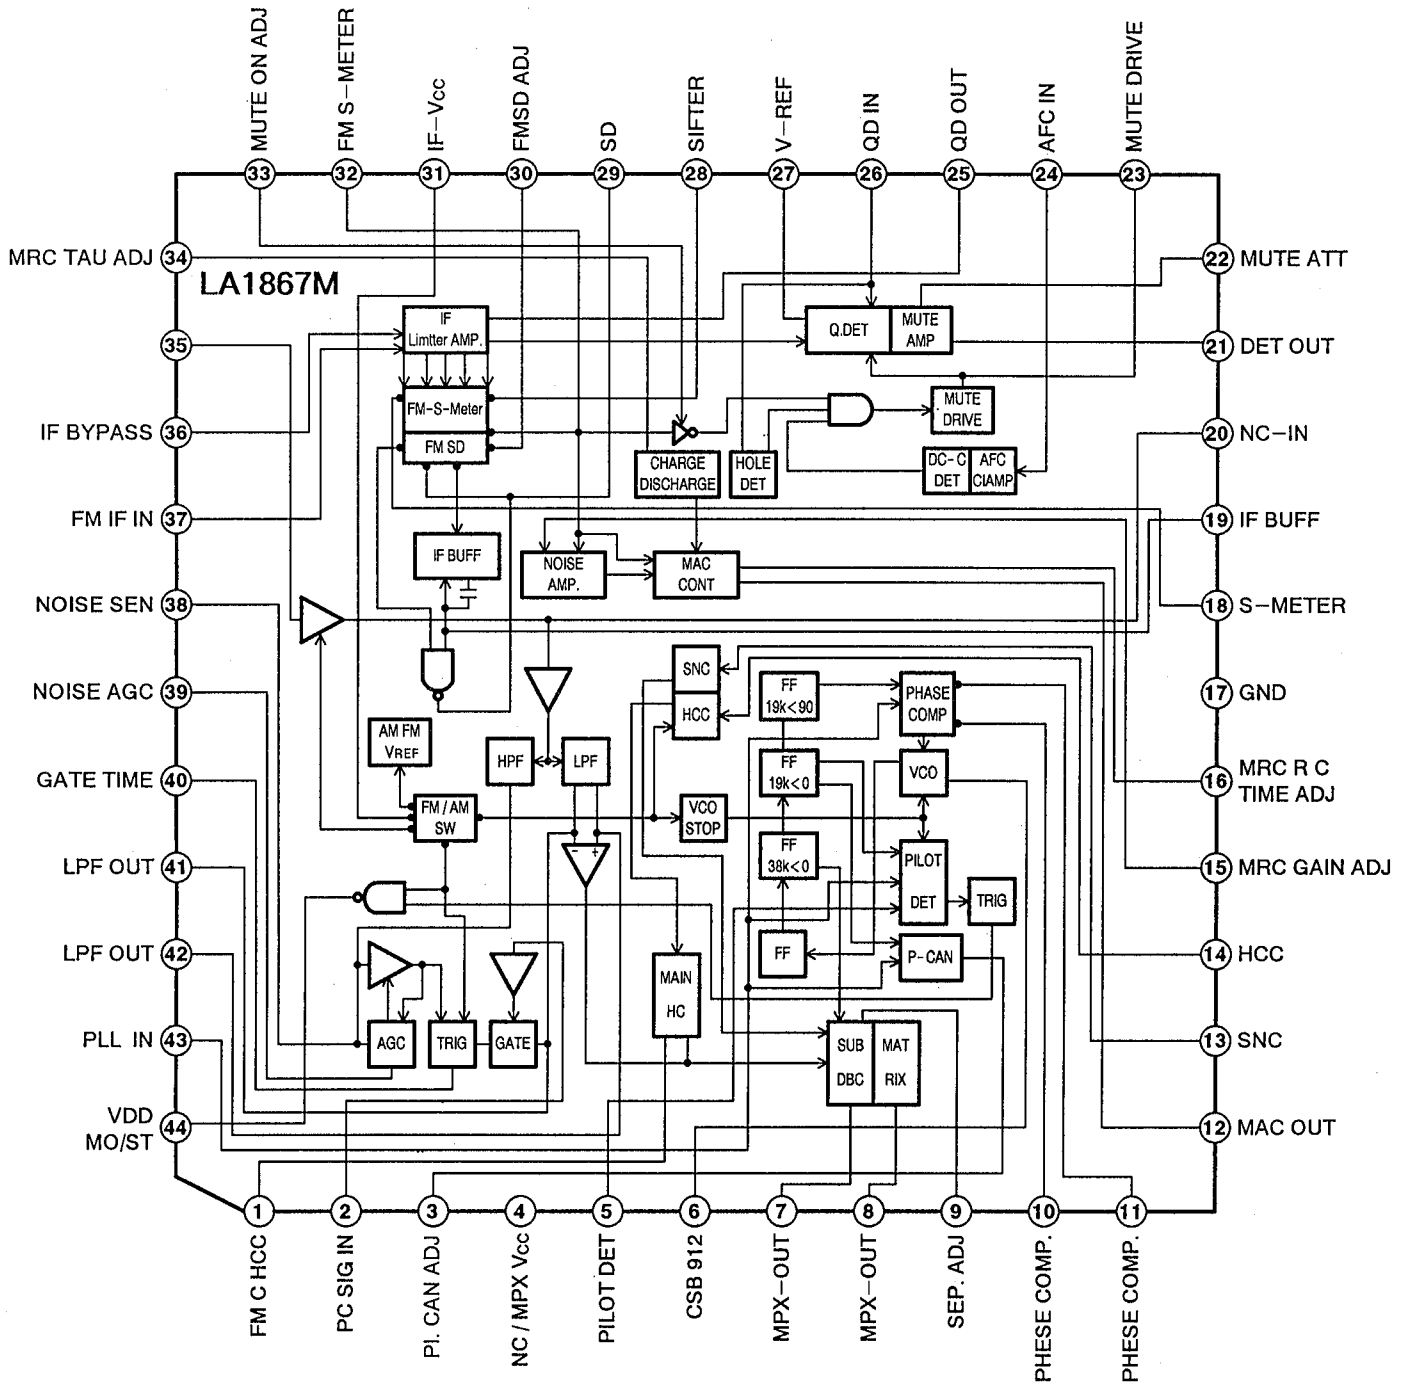 MUTE ON ADJ
FM S-METER
IF-Vcc
FMSD ADJ
SD
SIFTER
V-REF
QD IN
QD OUT
AFC IN
MUTE DRIVE
33
32
31
30
29
28
27
26
25
24
23
MRC TAU ADJ 34
LA1867M
22 MUTE ATT
35
IF
Limtter AMP.
Q.DET
MUTE
AMP
21 DET OUT
IF BYPASS 36
FM-S-Meter
FM SD
MUTE
DRIVE
20 NC-IN
CHARGE
DISCHARGE
HOLE
DET
DC-C
DET
AFC
CIAMP
FM IF IN 37
19 IF BUFF
IF BUFF
NOISE
AMP.
MAC
CONT
NOISE SEN 38
18 S-METER
NOISE AGC 39
SNC
HCC
FF
19k<90
PHASE
COMP
17 GND
AM FM
VREF
HPF
LPF
FF
19k<0
VCO
GATE TIME 40
16 MRC R C
TIME ADJ
FM / AM
SW
VCO
STOP
- +
FF
38k<0
PILOT
DET
TRIG
LPF OUT 41
15 MRC GAIN ADJ
LPF OUT 42
FF
P-CAN
14 HCC
MAIN
HC
PLL IN 43
AGC
TRIG
GATE
SUB
DBC
MAT
RIX
13 SNC
VDD
MO/ST
44
12 MAC OUT
1
2
3
4
5
6
7
8
9
10
11
FM C HCC
PC SIG IN
PI. CAN ADJ
NC / MPX Vcc
PILOT DET
CSB 912
MPX-OUT
MPX-OUT
SEP. ADJ
PHESE COMP.
PHESE COMP.